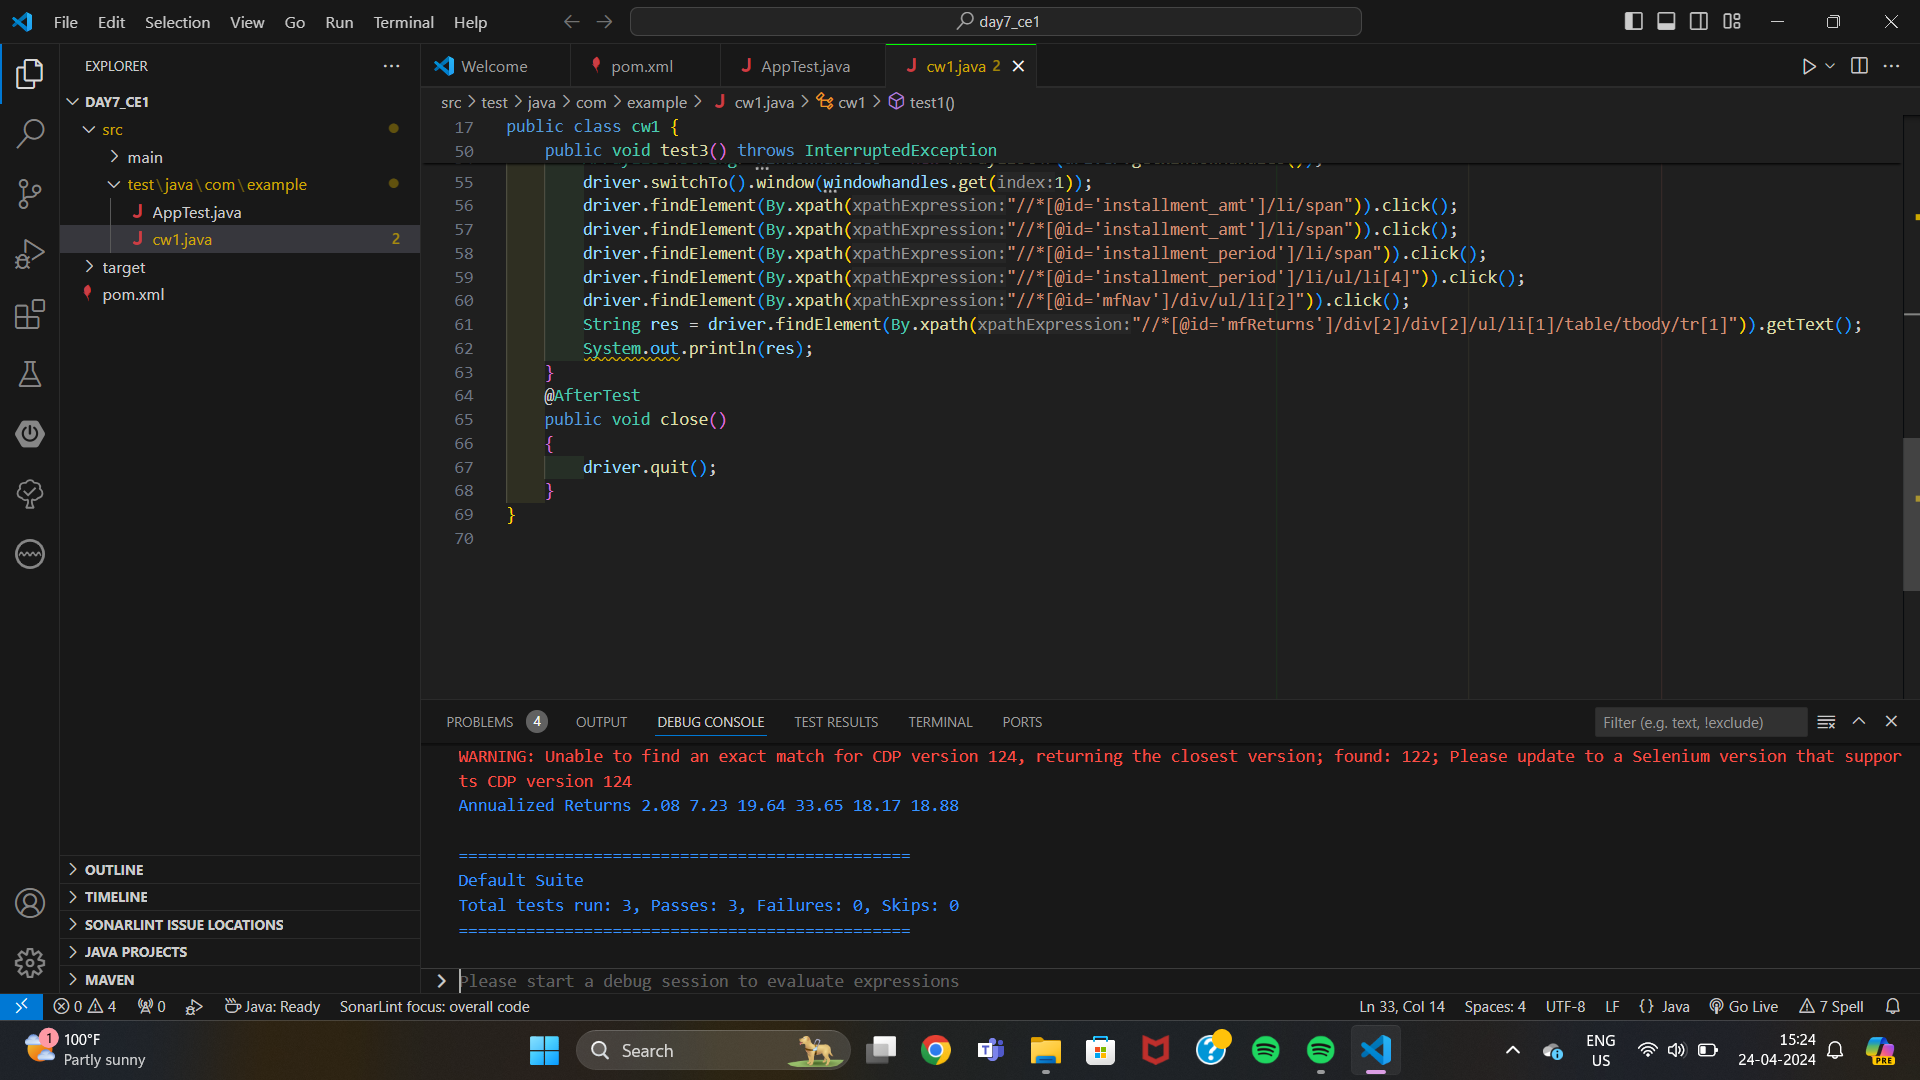 File Edit Selection View Go Run Terminal Help
day7_ce1
EXPLORER
DAY7_CE1
src
main
test\java\com\example
AppTest.java
cw1.java 2
target
pom.xml
OUTLINE
TIMELINE
SONARLINT ISSUE LOCATIONS
JAVA PROJECTS
MAVEN
Welcome pom.xml AppTest.java cw1.java 2
src > test > java > com > example > cw1.java > cw1 > test1()
17 public class cw1 {
50 public void test3() throws InterruptedException
55 driver.switchTo().window(windowhandles.get(index:1));
56 driver.findElement(By.xpath(xpathExpression:"//*[@id='installment_amt']/li/span")).click();
57 driver.findElement(By.xpath(xpathExpression:"//*[@id='installment_amt']/li/span")).click();
58 driver.findElement(By.xpath(xpathExpression:"//*[@id='installment_period']/li/span")).click();
59 driver.findElement(By.xpath(xpathExpression:"//*[@id='installment_period']/li/ul/li[4]")).click();
60 driver.findElement(By.xpath(xpathExpression:"//*[@id='mfNav']/div/ul/li[2]")).click();
61 String res = driver.findElement(By.xpath(xpathExpression:"//*[@id='mfReturns']/div[2]/div[2]/ul/li[1]/table/tbody/tr[1]")).getText();
62 System.out.println(res);
63 }
64 @AfterTest
65 public void close()
66 {
67 driver.quit();
68 }
69 }
70
PROBLEMS 4 OUTPUT DEBUG CONSOLE TEST RESULTS TERMINAL PORTS
Filter (e.g. text, !exclude)
WARNING: Unable to find an exact match for CDP version 124, returning the closest version; found: 122; Please update to a Selenium version that suppor
ts CDP version 124
Annualized Returns 2.08 7.23 19.64 33.65 18.17 18.88
===============================================
Default Suite
Total tests run: 3, Passes: 3, Failures: 0, Skips: 0
===============================================
Please start a debug session to evaluate expressions
0 4 0 Java: Ready SonarLint focus: overall code
Ln 33, Col 14 Spaces: 4 UTF-8 LF {} Java Go Live 7 Spell
1 100°F
Partly sunny
Search
ENG
US
15:24
24-04-2024
PRE